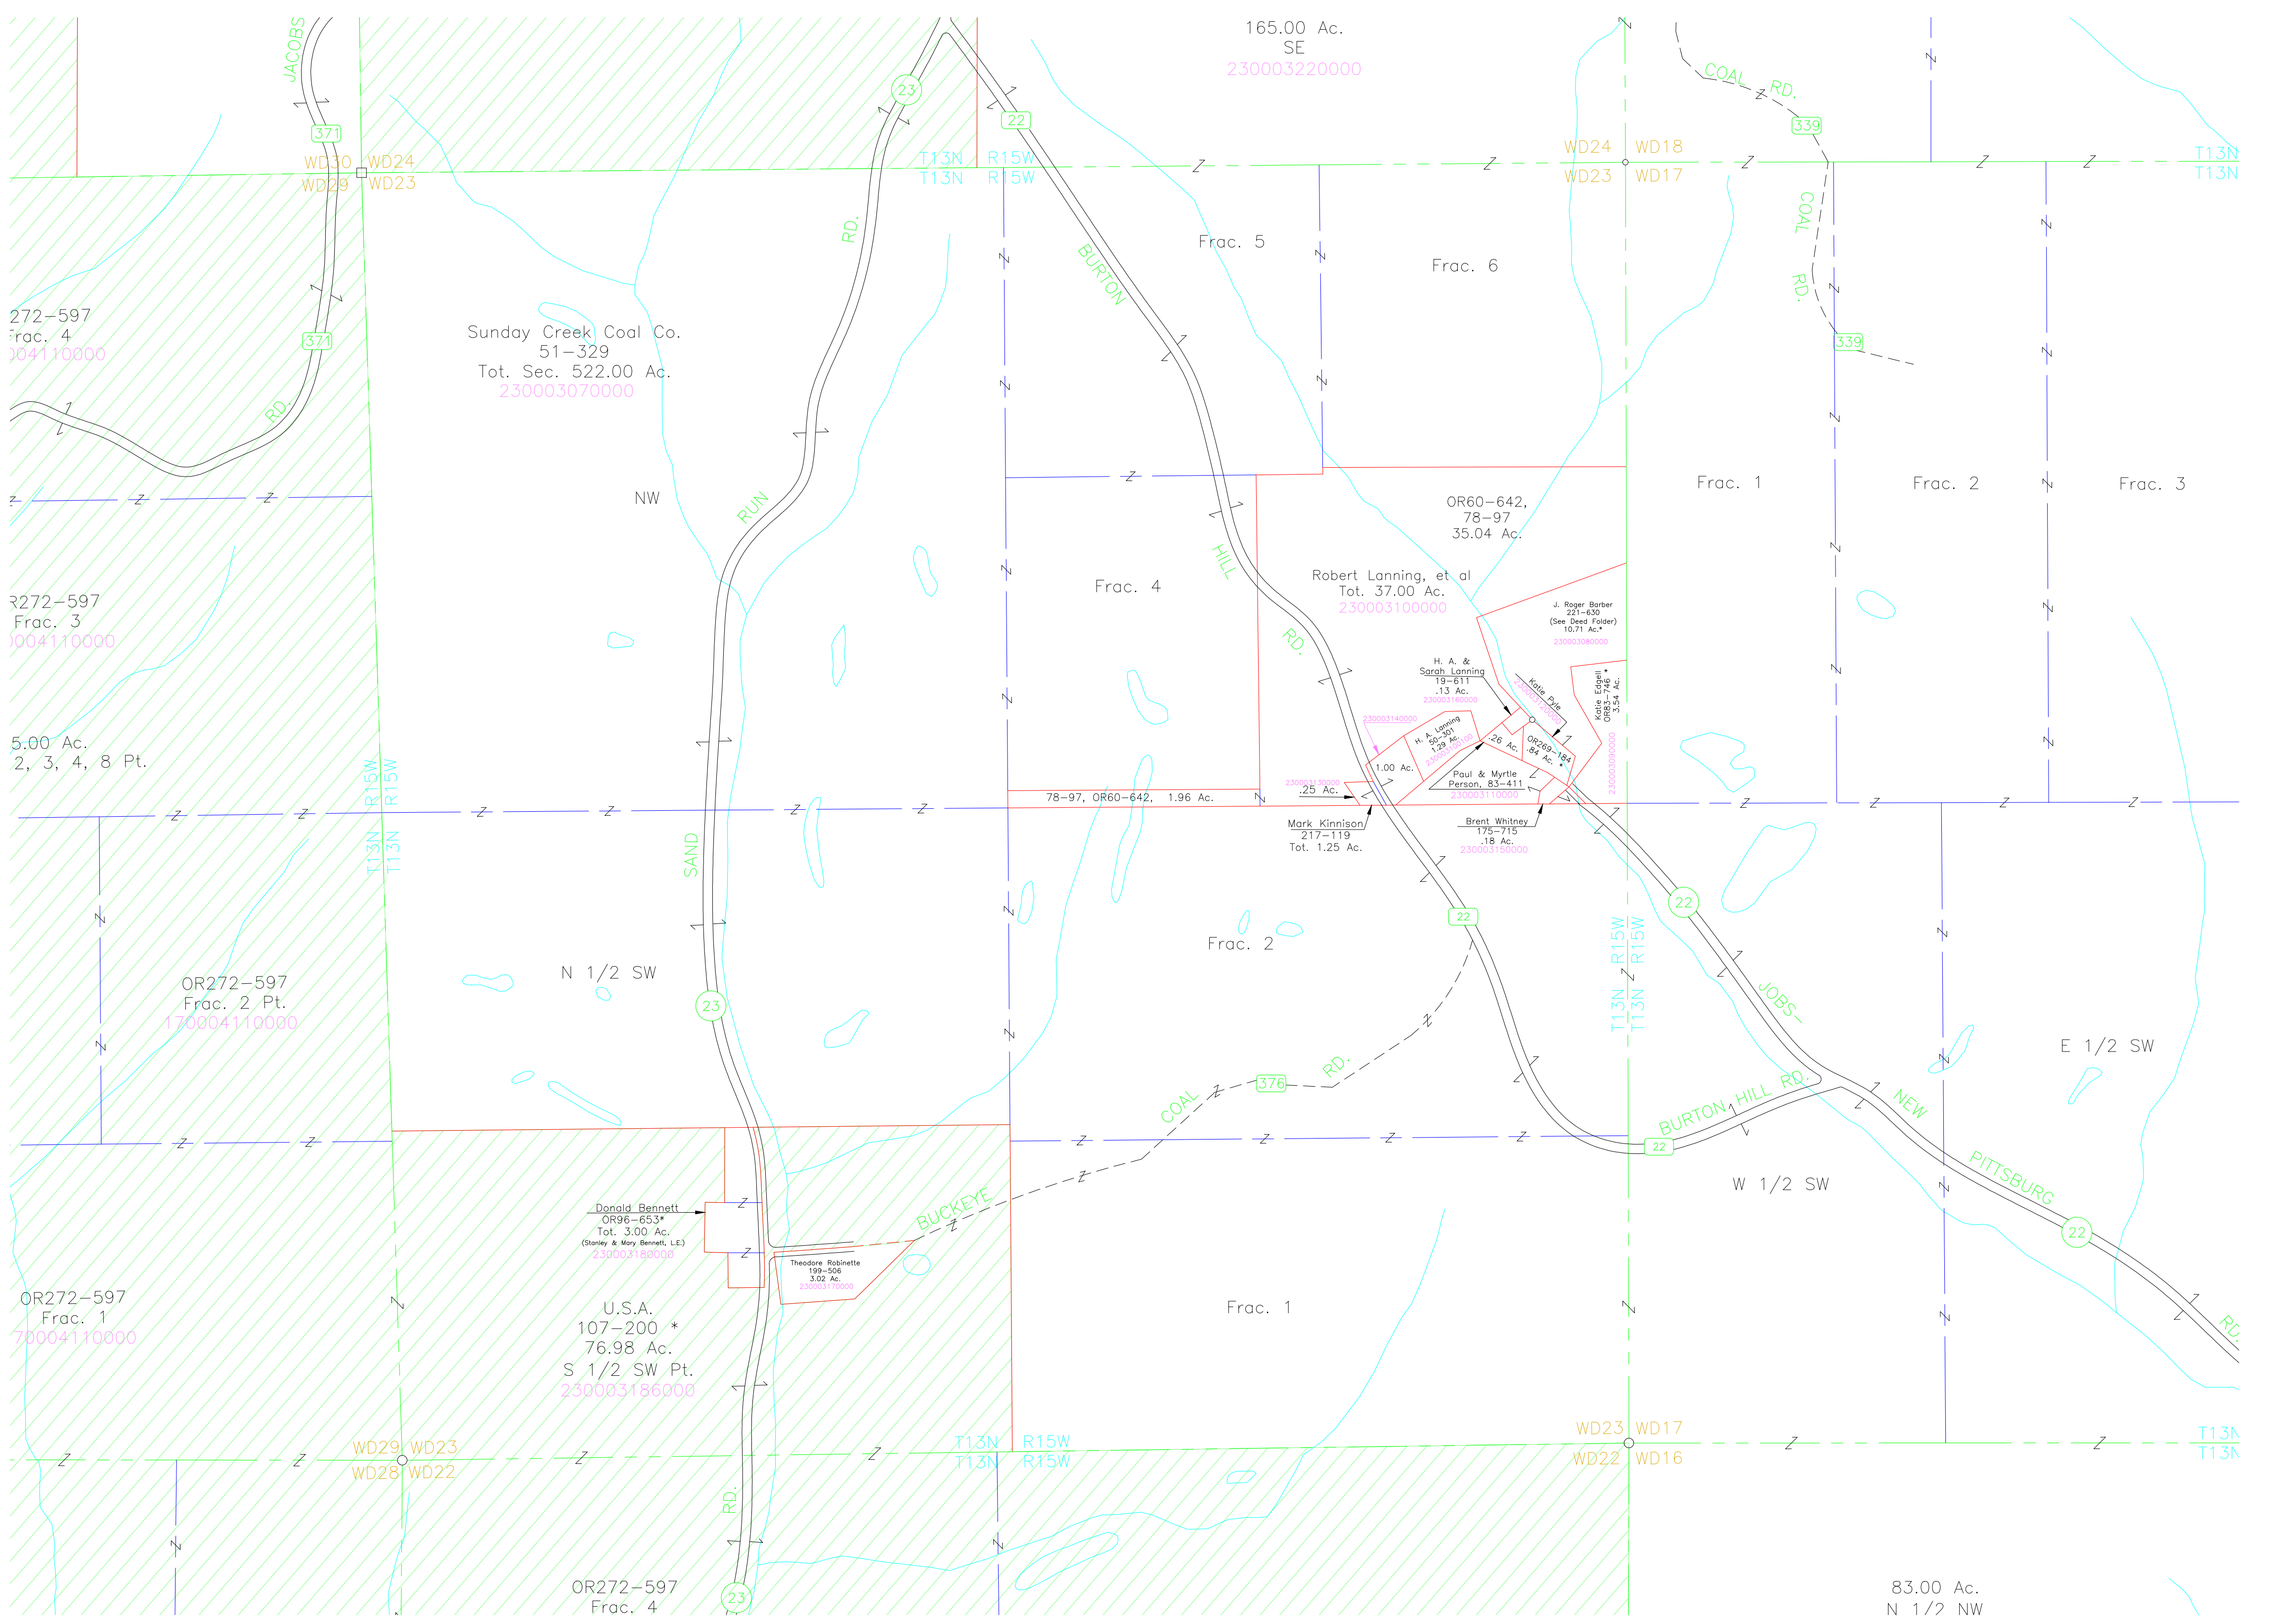 165.00 Ac.
SE
230003220000
JACOBS
371
23
22
COAL RD.
339
WD30 WD24
WD29 WD23
T13N R15W
T13N R15W
WD24 WD18
WD23 WD17
T13N
T13N
272-597
Frac. 4
004110000
371
RD.
Sunday Creek Coal Co.
51-329
Tot. Sec. 522.00 Ac.
230003070000
RD.
BURTON
Frac. 5
Frac. 6
COAL
RD.
339
NW
RUN
HILL
RD.
OR60-642,
78-97
35.04 Ac.
Frac. 1
Frac. 2
Frac. 3
Frac. 4
Robert Lanning, et al
Tot. 37.00 Ac.
230003100000
J. Roger Barber
221-630
(See Deed Folder)
10.71 Ac.*
230003080000
R272-597
Frac. 3
0004110000
H. A. &
Sarah Lanning
19-611
.13 Ac.
230003160000
Katie Pyle
230003120000
Katie Edgell
OR83-746 *
3.54 Ac.
230003090000
230003140000
H. A. Lanning
50-301
1.29 Ac.
230003100100
.26 Ac.
OR269-184
.84
Ac. *
1.00 Ac.
5.00 Ac.
2, 3, 4, 8 Pt.
T13N R15W
T13N R15W
230003130000
.25 Ac.
Paul & Myrtle
Person, 83-411
230003110000
78-97, OR60-642, 1.96 Ac.
Mark Kinnison
217-119
Tot. 1.25 Ac.
Brent Whitney
175-715
.18 Ac.
230003150000
SAND
22
22
Frac. 2
T13N R15W
T13N R15W
N 1/2 SW
OR272-597
Frac. 2 Pt.
170004110000
23
JOBS-
E 1/2 SW
COAL
376
RD.
BURTON HILL RD.
22
NEW
PITTSBURG
22
RD.
W 1/2 SW
Donald Bennett
OR96-653*
Tot. 3.00 Ac.
(Stanley & Mary Bennett, L.E.)
230003180000
BUCKEYE
Theodore Robinette
199-506
3.02 Ac.
230003170000
OR272-597
Frac. 1
70004110000
U.S.A.
107-200 *
76.98 Ac.
S 1/2 SW Pt.
230003186000
Frac. 1
WD29 WD23
WD28 WD22
T13N R15W
T13N R15W
WD23 WD17
WD22 WD16
T13N
T13N
RD.
OR272-597
Frac. 4
23
83.00 Ac.
N 1/2 NW